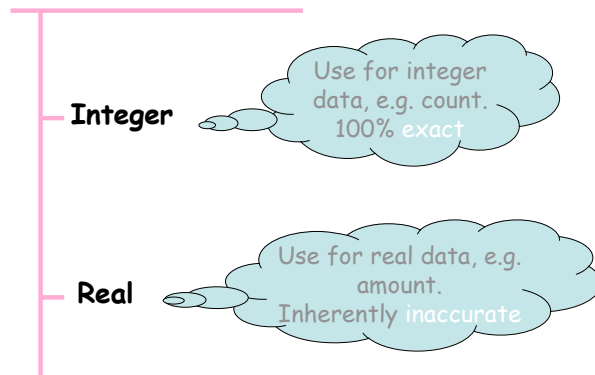 Integer
Use for integer
data, e.g. count.
100% exact
Real
Use for real data, e.g.
amount.
Inherently inaccurate